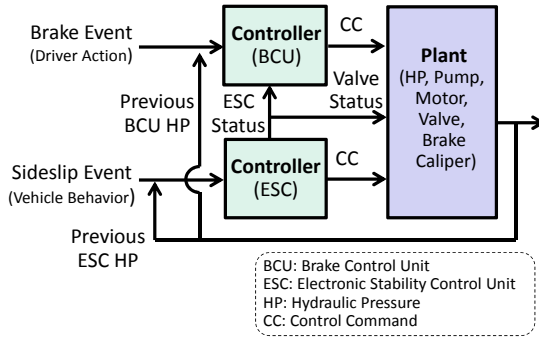 Brake Event
(Driver Action)
Controller
(BCU)
CC
Plant
(HP, Pump,
Motor,
Valve,
Brake
Caliper)
Previous
BCU HP
ESC
Status
Valve
Status
Sideslip Event
(Vehicle Behavior)
Controller
(ESC)
CC
Previous
ESC HP
BCU: Brake Control Unit
ESC: Electronic Stability Control Unit
HP: Hydraulic Pressure
CC: Control Command